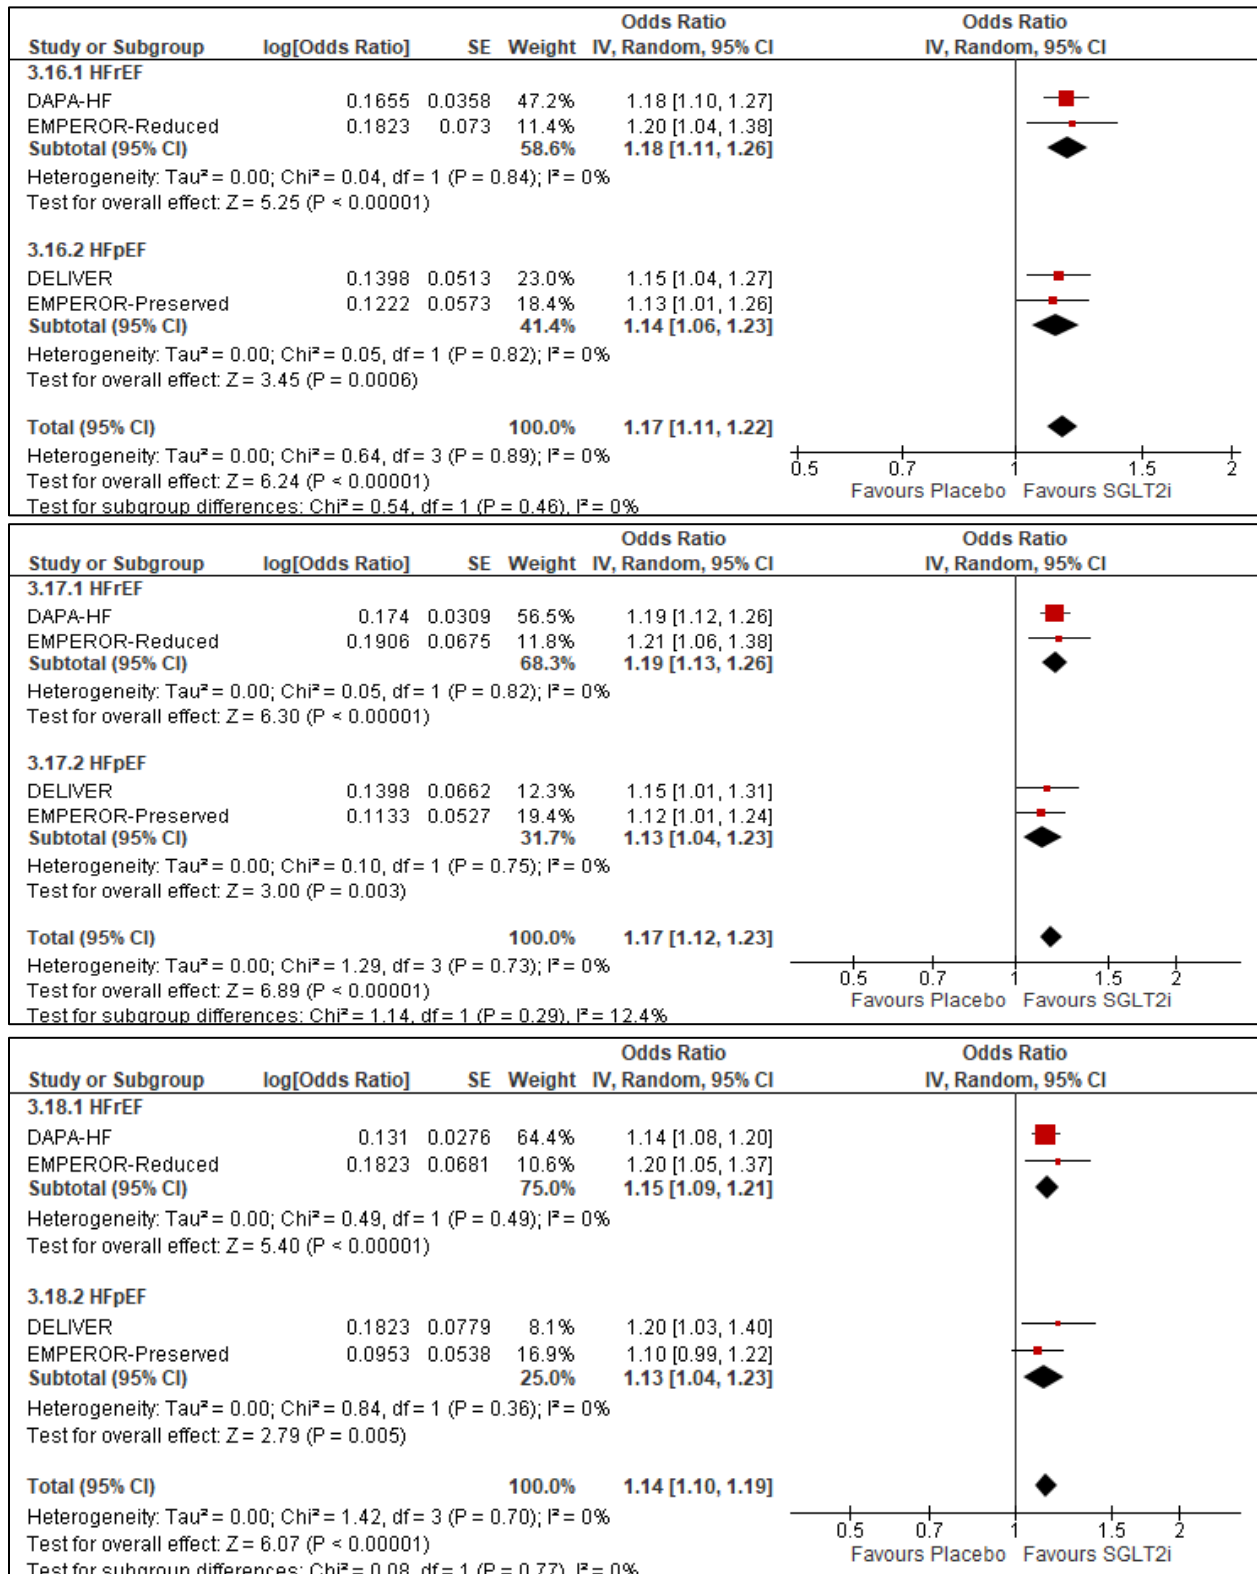 Odds Ratio Odds Ratio
Study or Subgroup log[Odds Ratio] SE Weight IV, Random, 95% CI IV, Random, 95% CI
3.16.1 HFrEF
DAPA-HF 0.1655 0.0358 47.2% 1.18 [1.10, 1.27]
EMPEROR-Reduced 0.1823 0.073 11.4% 1.20 [1.04, 1.38]
Subtotal (95% CI) 58.6% 1.18 [1.11, 1.26]
Heterogeneity: Tau² = 0.00; Chi² = 0.04, df = 1 (P = 0.84); I² = 0%
Test for overall effect: Z = 5.25 (P < 0.00001)
3.16.2 HFpEF
DELIVER 0.1398 0.0513 23.0% 1.15 [1.04, 1.27]
EMPEROR-Preserved 0.1222 0.0573 18.4% 1.13 [1.01, 1.26]
Subtotal (95% CI) 41.4% 1.14 [1.06, 1.23]
Heterogeneity: Tau² = 0.00; Chi² = 0.05, df = 1 (P = 0.82); I² = 0%
Test for overall effect: Z = 3.45 (P = 0.0006)
Total (95% CI) 100.0% 1.17 [1.11, 1.22]
Heterogeneity: Tau² = 0.00; Chi² = 0.64, df = 3 (P = 0.89); I² = 0%
Test for overall effect: Z = 6.24 (P < 0.00001)
Test for subgroup differences: Chi² = 0.54, df = 1 (P = 0.46), I² = 0%
0.5 0.7 1 1.5 2
Favours Placebo Favours SGLT2i
Odds Ratio Odds Ratio
Study or Subgroup log[Odds Ratio] SE Weight IV, Random, 95% CI IV, Random, 95% CI
3.17.1 HFrEF
DAPA-HF 0.174 0.0309 56.5% 1.19 [1.12, 1.26]
EMPEROR-Reduced 0.1906 0.0675 11.8% 1.21 [1.06, 1.38]
Subtotal (95% CI) 68.3% 1.19 [1.13, 1.26]
Heterogeneity: Tau² = 0.00; Chi² = 0.05, df = 1 (P = 0.82); I² = 0%
Test for overall effect: Z = 6.30 (P < 0.00001)
3.17.2 HFpEF
DELIVER 0.1398 0.0662 12.3% 1.15 [1.01, 1.31]
EMPEROR-Preserved 0.1133 0.0527 19.4% 1.12 [1.01, 1.24]
Subtotal (95% CI) 31.7% 1.13 [1.04, 1.23]
Heterogeneity: Tau² = 0.00; Chi² = 0.10, df = 1 (P = 0.75); I² = 0%
Test for overall effect: Z = 3.00 (P = 0.003)
Total (95% CI) 100.0% 1.17 [1.12, 1.23]
Heterogeneity: Tau² = 0.00; Chi² = 1.29, df = 3 (P = 0.73); I² = 0%
Test for overall effect: Z = 6.89 (P < 0.00001)
Test for subgroup differences: Chi² = 1.14, df = 1 (P = 0.29), I² = 12.4%
0.5 0.7 1 1.5 2
Favours Placebo Favours SGLT2i
Odds Ratio Odds Ratio
Study or Subgroup log[Odds Ratio] SE Weight IV, Random, 95% CI IV, Random, 95% CI
3.18.1 HFrEF
DAPA-HF 0.131 0.0276 64.4% 1.14 [1.08, 1.20]
EMPEROR-Reduced 0.1823 0.0681 10.6% 1.20 [1.05, 1.37]
Subtotal (95% CI) 75.0% 1.15 [1.09, 1.21]
Heterogeneity: Tau² = 0.00; Chi² = 0.49, df = 1 (P = 0.49); I² = 0%
Test for overall effect: Z = 5.40 (P < 0.00001)
3.18.2 HFpEF
DELIVER 0.1823 0.0779 8.1% 1.20 [1.03, 1.40]
EMPEROR-Preserved 0.0953 0.0538 16.9% 1.10 [0.99, 1.22]
Subtotal (95% CI) 25.0% 1.13 [1.04, 1.23]
Heterogeneity: Tau² = 0.00; Chi² = 0.84, df = 1 (P = 0.36); I² = 0%
Test for overall effect: Z = 2.79 (P = 0.005)
Total (95% CI) 100.0% 1.14 [1.10, 1.19]
Heterogeneity: Tau² = 0.00; Chi² = 1.42, df = 3 (P = 0.70); I² = 0%
Test for overall effect: Z = 6.07 (P < 0.00001)
Test for subgroup differences: Chi² = 0.08, df = 1 (P = 0.77), I² = 0%
0.5 0.7 1 1.5 2
Favours Placebo Favours SGLT2i